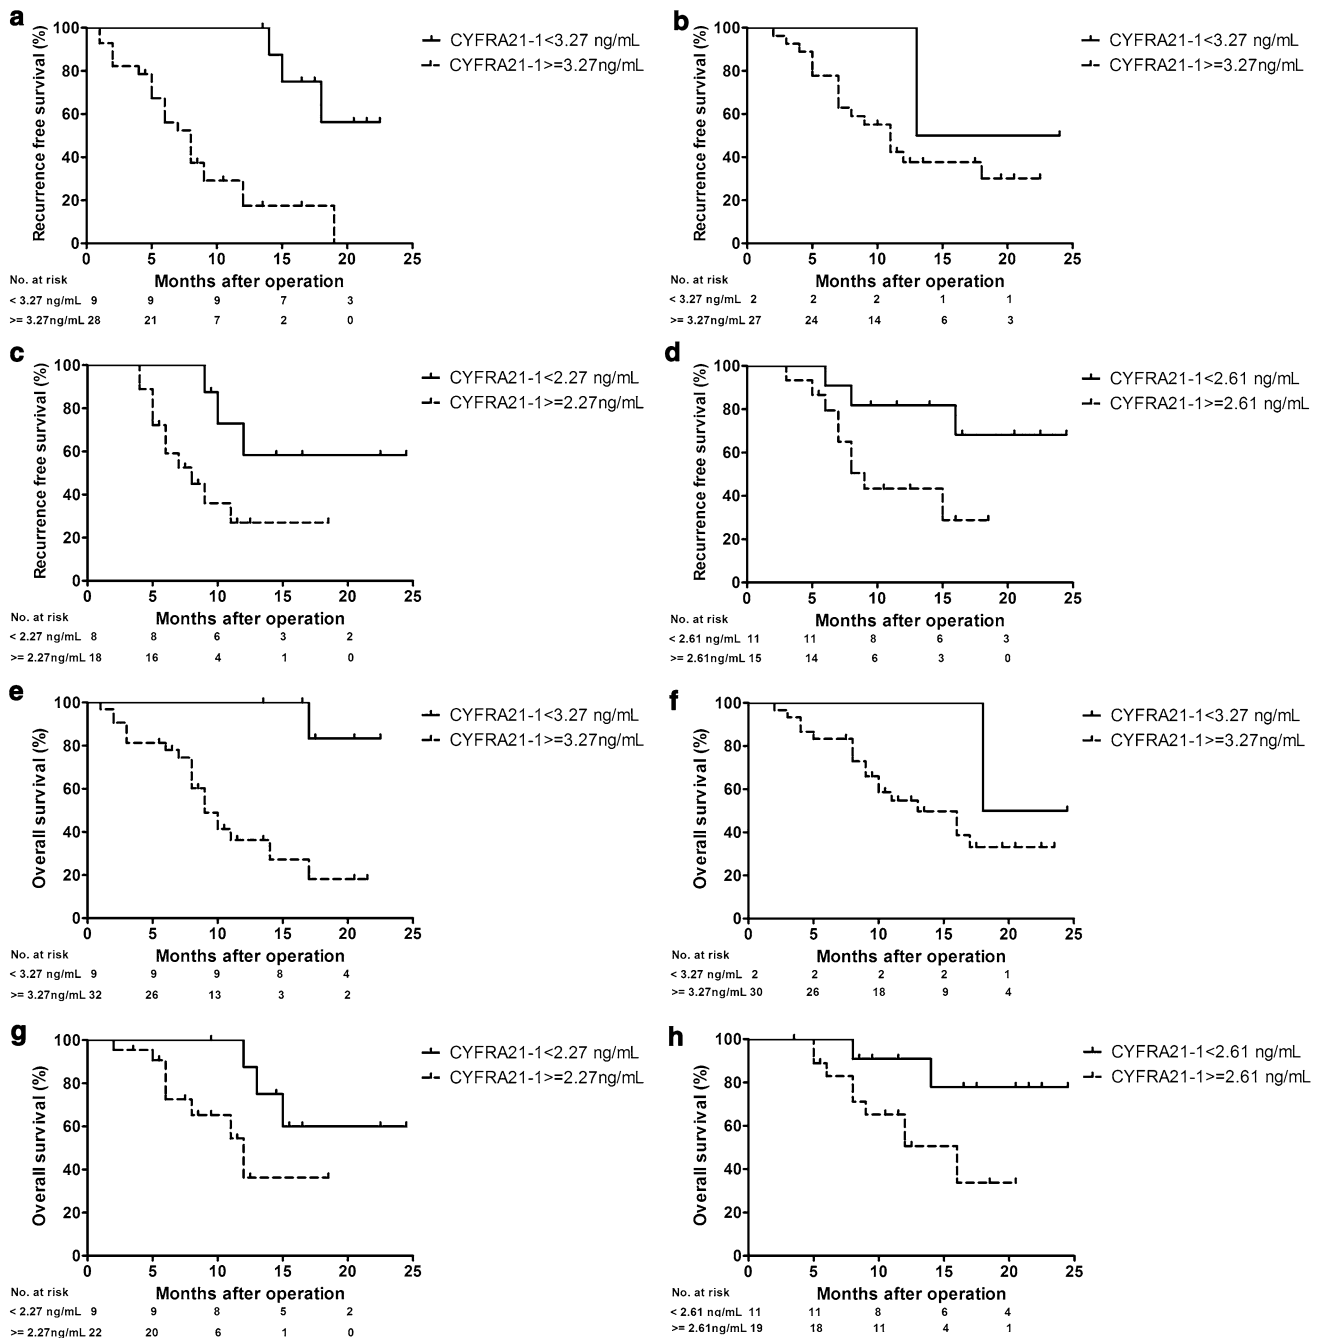 a
Recurrence free survival (%)
100
80
60
40
20
0
0 5 10 15 20 25
Months after operation
CYFRA21-1<3.27 ng/mL
CYFRA21-1>=3.27ng/mL
No. at risk
< 3.27 ng/mL 9 9 9 7 3
>= 3.27ng/mL 28 21 7 2 0
b
Recurrence free survival (%)
100
80
60
40
20
0
0 5 10 15 20 25
Months after operation
CYFRA21-1<3.27 ng/mL
CYFRA21-1>=3.27ng/mL
No. at risk
< 3.27 ng/mL 2 2 2 1 1
>= 3.27ng/mL 27 24 14 6 3
c
Recurrence free survival (%)
100
80
60
40
20
0
0 5 10 15 20 25
Months after operation
CYFRA21-1<2.27 ng/mL
CYFRA21-1>=2.27ng/mL
No. at risk
< 2.27 ng/mL 8 8 6 3 2
>= 2.27ng/mL 18 16 4 1 0
d
Recurrence free survival (%)
100
80
60
40
20
0
0 5 10 15 20 25
Months after operation
CYFRA21-1<2.61 ng/mL
CYFRA21-1>=2.61 ng/mL
No. at risk
< 2.61 ng/mL 11 11 8 6 3
>= 2.61ng/mL 15 14 6 3 0
e
Overall survival (%)
100
80
60
40
20
0
0 5 10 15 20 25
Months after operation
CYFRA21-1<3.27 ng/mL
CYFRA21-1>=3.27ng/mL
No. at risk
< 3.27 ng/mL 9 9 9 8 4
>= 3.27ng/mL 32 26 13 3 2
f
Overall survival (%)
100
80
60
40
20
0
0 5 10 15 20 25
Months after operation
CYFRA21-1<3.27 ng/mL
CYFRA21-1>=3.27ng/mL
No. at risk
< 3.27 ng/mL 2 2 2 2 1
>= 3.27ng/mL 30 26 18 9 4
g
Overall survival (%)
100
80
60
40
20
0
0 5 10 15 20 25
Months after operation
CYFRA21-1<2.27 ng/mL
CYFRA21-1>=2.27ng/mL
No. at risk
< 2.27 ng/mL 9 9 8 5 2
>= 2.27ng/mL 22 20 6 1 0
h
Overall survival (%)
100
80
60
40
20
0
0 5 10 15 20 25
Months after operation
CYFRA21-1<2.61 ng/mL
CYFRA21-1>=2.61 ng/mL
No. at risk
< 2.61 ng/mL 11 11 8 6 4
>= 2.61ng/mL 19 18 11 4 1